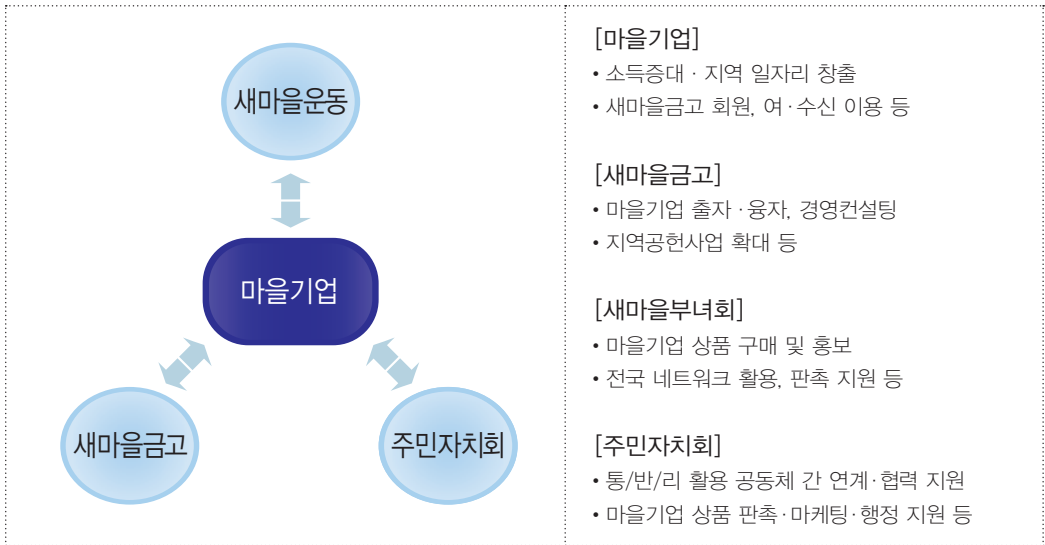 새마을운동
마을기업
새마을금고
주민자치회
[마을기업]
• 소득증대 · 지역 일자리 창출
• 새마을금고 회원, 여·수신 이용 등
[새마을금고]
• 마을기업 출자 · 융자, 경영컨설팅
• 지역공헌사업 확대 등
[새마을부녀회]
• 마을기업 상품 구매 및 홍보
• 전국 네트워크 활용, 판촉 지원 등
[주민자치회]
• 통/반/리 활용 공동체 간 연계·협력 지원
• 마을기업 상품 판촉·마케팅·행정 지원 등